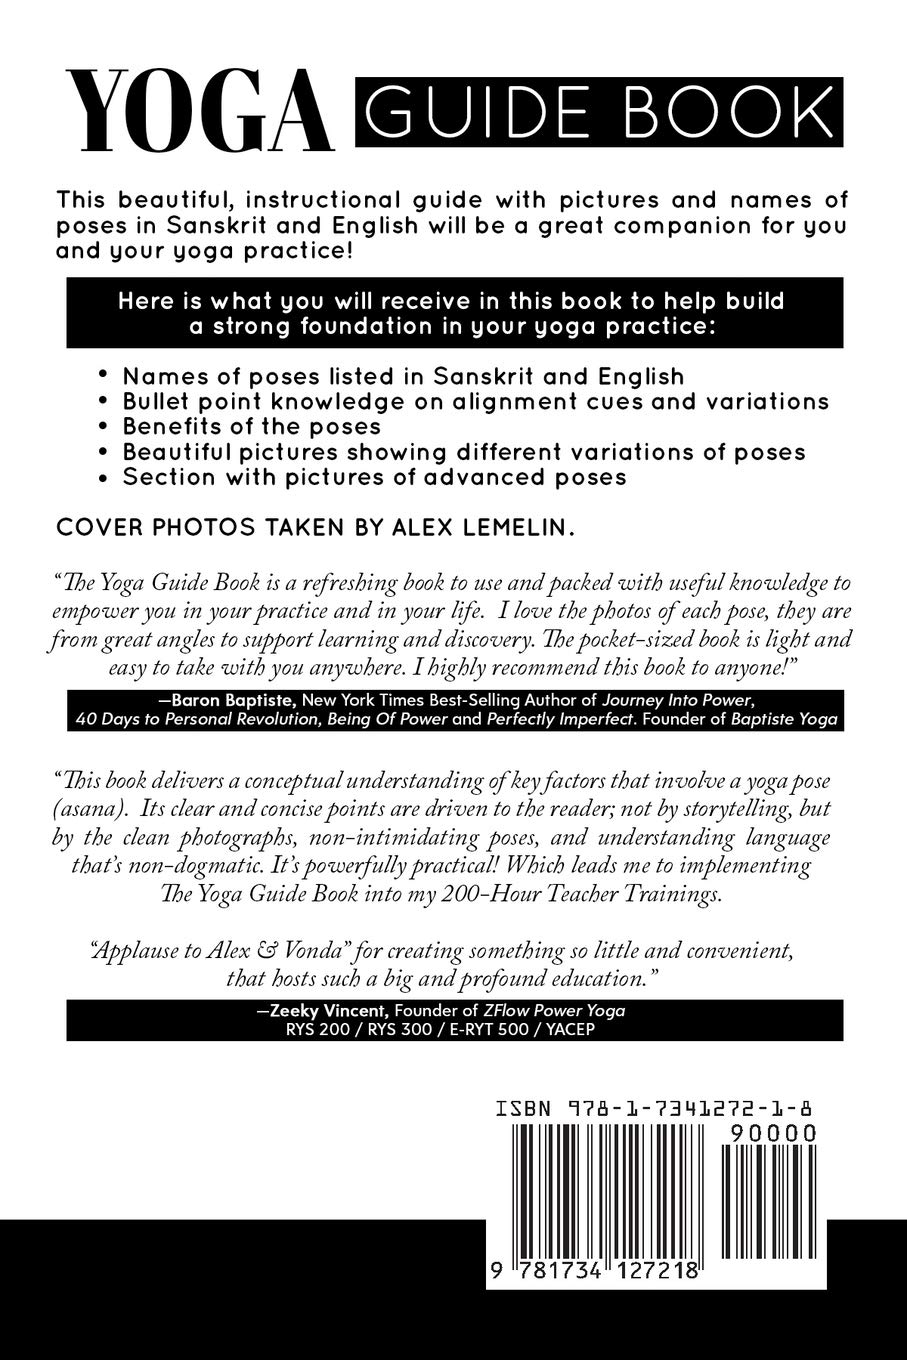 YOGA GUIDE BOOK
This beautiful, instructional guide with pictures and names of
poses in Sanskrit and English will be a great companion for you
and your yoga practice!
Here is what you will receive in this book to help build
a strong foundation in your yoga practice:
• Names of poses listed in Sanskrit and English
• Bullet point knowledge on alignment cues and variations
• Benefits of the poses
• Beautiful pictures showing different variations of poses
• Section with pictures of advanced poses
COVER PHOTOS TAKEN BY ALEX LEMELIN.
“The Yoga Guide Book is a refreshing book to use and packed with useful knowledge to
empower you in your practice and in your life. I love the photos of each pose, they are
from great angles to support learning and discovery. The pocket-sized book is light and
easy to take with you anywhere. I highly recommend this book to anyone!”
—Baron Baptiste, New York Times Best-Selling Author of Journey Into Power,
40 Days to Personal Revolution, Being Of Power and Perfectly Imperfect. Founder of Baptiste Yoga
“This book delivers a conceptual understanding of key factors that involve a yoga pose
(asana). Its clear and concise points are driven to the reader; not by storytelling, but
by the clean photographs, non-intimidating poses, and understanding language
that’s non-dogmatic. It’s powerfully practical! Which leads me to implementing
The Yoga Guide Book into my 200-Hour Teacher Trainings.
“Applause to Alex & Vonda” for creating something so little and convenient,
that hosts such a big and profound education.”
—Zeeky Vincent, Founder of ZFlow Power Yoga
RYS 200 / RYS 300 / E-RYT 500 / YACEP
ISBN 978-1-7341272-1-8
90000
9 781734 127218